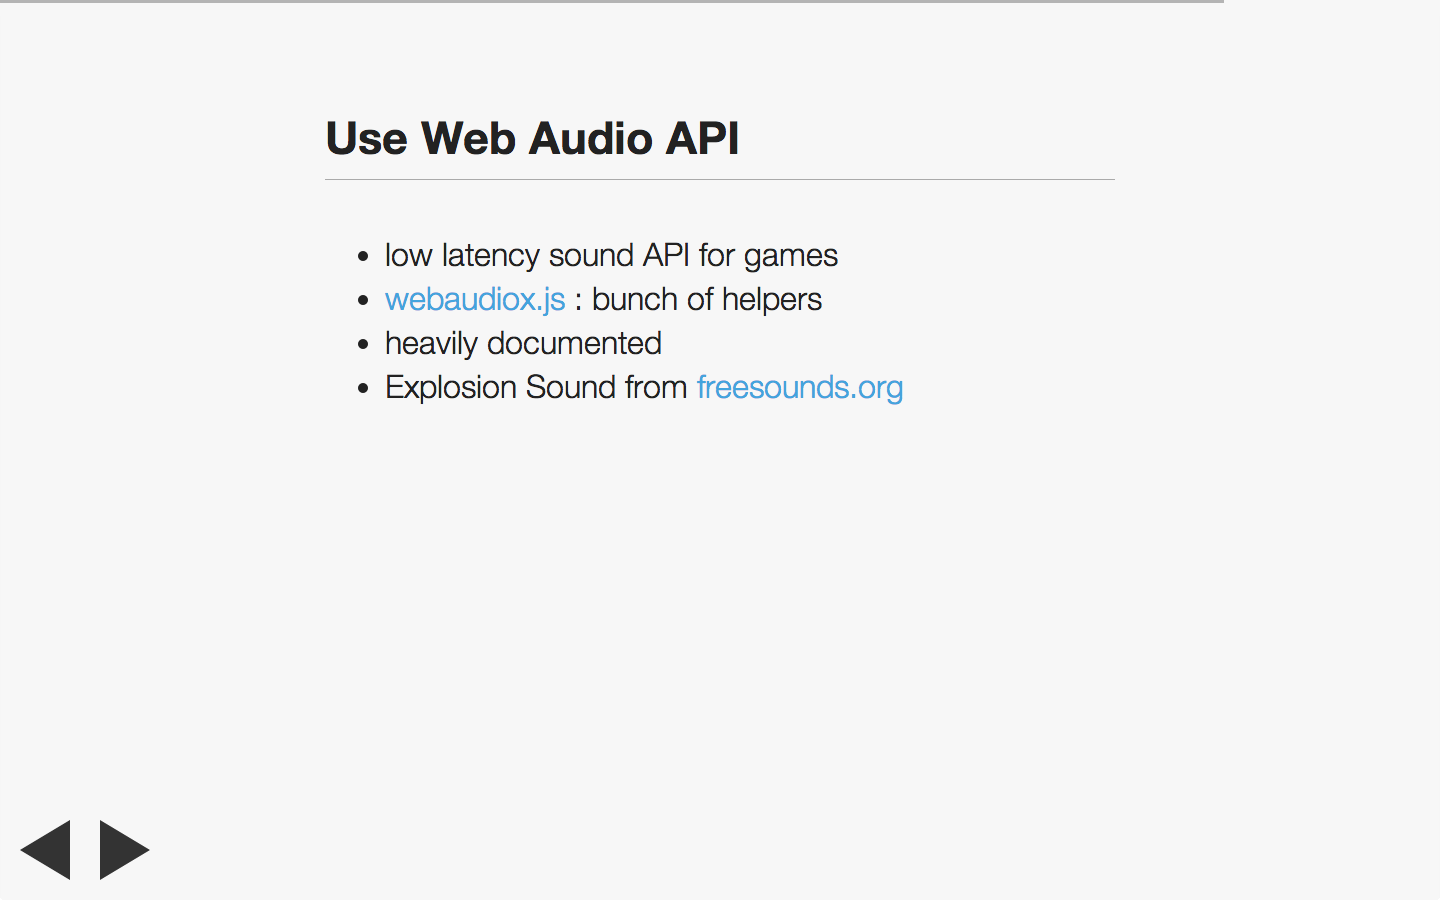 Use Web Audio API
• low latency sound API for games
• webaudiox.js : bunch of helpers
• heavily documented
• Explosion Sound from freesounds.org